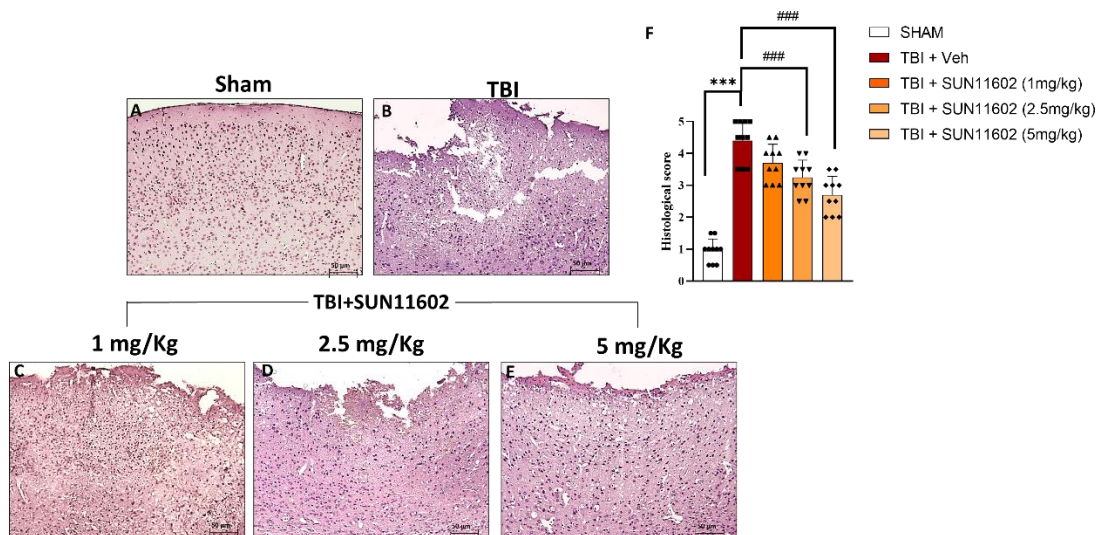 Sham
TBI
A
50 µm
B
50 µm
TBI+SUN11602
1 mg/Kg
2.5 mg/Kg
5 mg/Kg
C
50 µm
D
50 µm
E
50 µm
F
###
###
***
Histological score
5
4
3
2
1
0
SHAM
TBI + Veh
TBI + SUN11602 (1mg/kg)
TBI + SUN11602 (2.5mg/kg)
TBI + SUN11602 (5mg/kg)